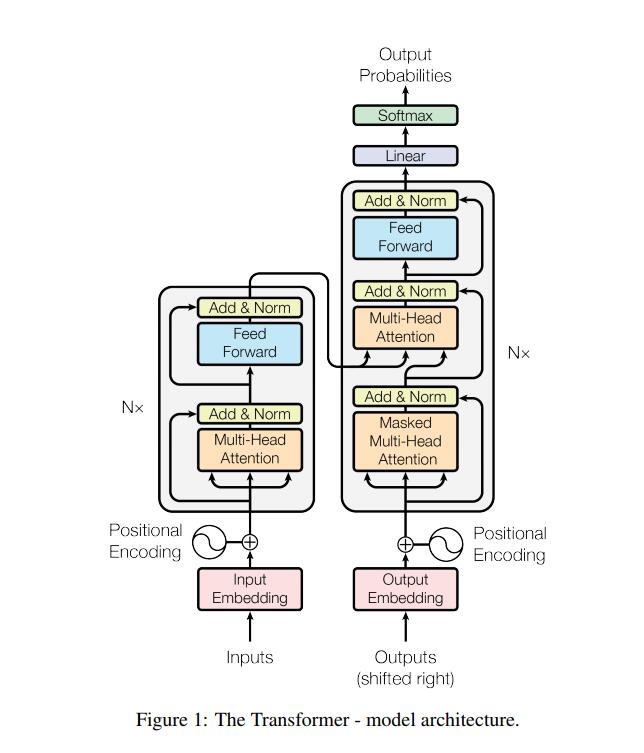 Output
Probabilities
Softmax
Linear
Add & Norm
Feed
Forward
Add & Norm
Multi-Head
Attention
Add & Norm
Masked
Multi-Head
Attention
N×
Add & Norm
Feed
Forward
Add & Norm
Multi-Head
Attention
N×
Positional
Encoding
Positional
Encoding
Input
Embedding
Output
Embedding
Inputs
Outputs
(shifted right)
Figure 1: The Transformer - model architecture.